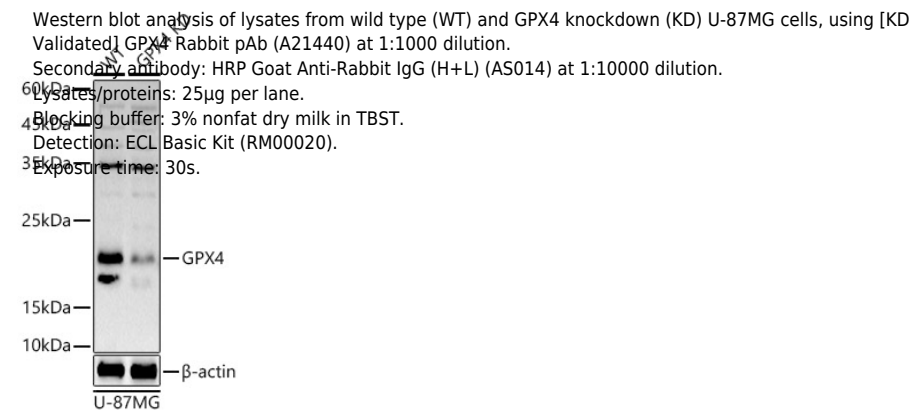 Western blot analysis of lysates from wild type (WT) and GPX4 knockdown (KD) U-87MG cells, using [KD
Validated] GPX4 Rabbit pAb (A21440) at 1:1000 dilution.
Secondary antibody: HRP Goat Anti-Rabbit IgG (H+L) (AS014) at 1:10000 dilution.
Lysates/proteins: 25μg per lane.
Blocking buffer: 3% nonfat dry milk in TBST.
Detection: ECL Basic Kit (RM00020).
Exposure time: 30s.
WT
GPX4 KD
60kDa
45kDa
35kDa
25kDa
GPX4
15kDa
10kDa
β-actin
U-87MG